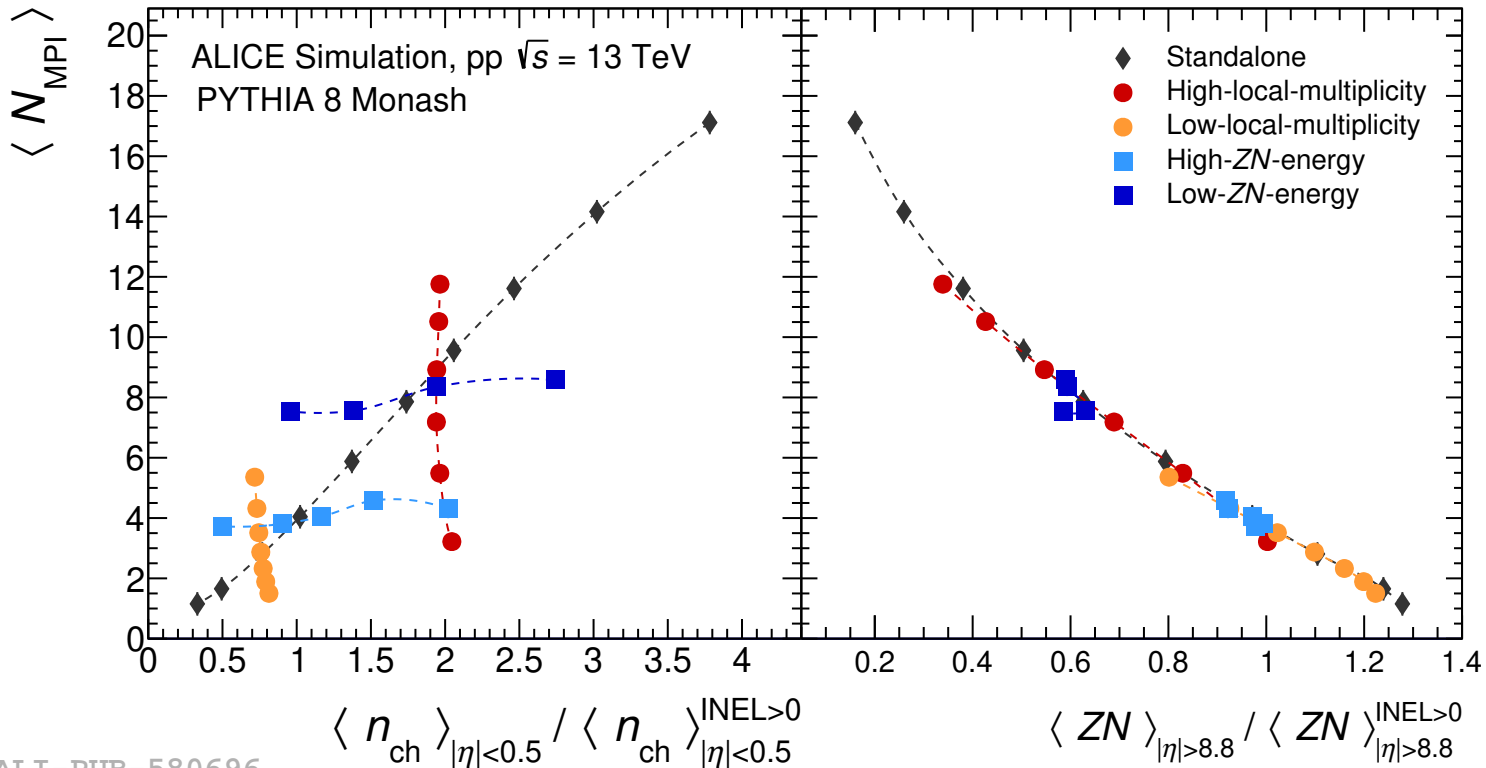 ⟨ N_MPI ⟩
20
18
16
14
12
10
8
6
4
2
0
ALICE Simulation, pp √s = 13 TeV
PYTHIA 8 Monash
Standalone
High-local-multiplicity
Low-local-multiplicity
High-ZN-energy
Low-ZN-energy
0 0.5 1 1.5 2 2.5 3 3.5 4
0.2 0.4 0.6 0.8 1 1.2 1.4
⟨ n_ch ⟩_|η|<0.5 / ⟨ n_ch ⟩^INEL>0_|η|<0.5
⟨ ZN ⟩_|η|>8.8 / ⟨ ZN ⟩^INEL>0_|η|>8.8